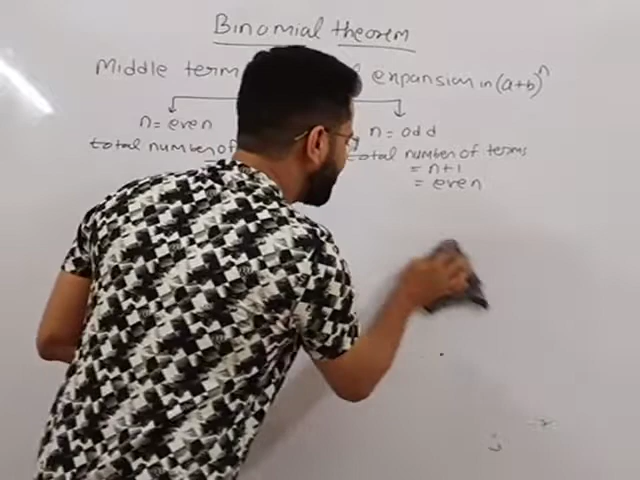 Binomial theorem
Middle term expansion in (a+b)^n
n = even
total number of
n = odd
total number of terms
= n+1
= even